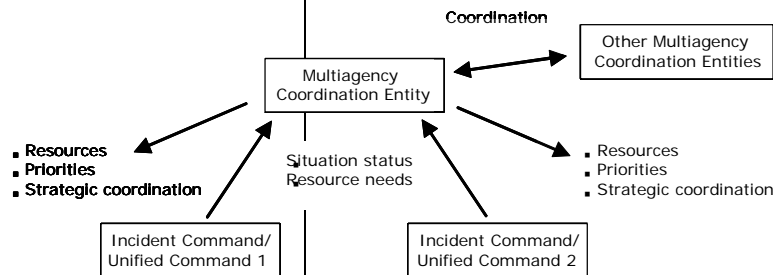 Coordination
Other Multiagency
Coordination Entities
Multiagency
Coordination Entity
▪ Resources
▪ Priorities
▪ Strategic coordination
▪ Situation status
▪ Resource needs
▪ Resources
▪ Priorities
▪ Strategic coordination
Incident Command/
Unified Command 1
Incident Command/
Unified Command 2